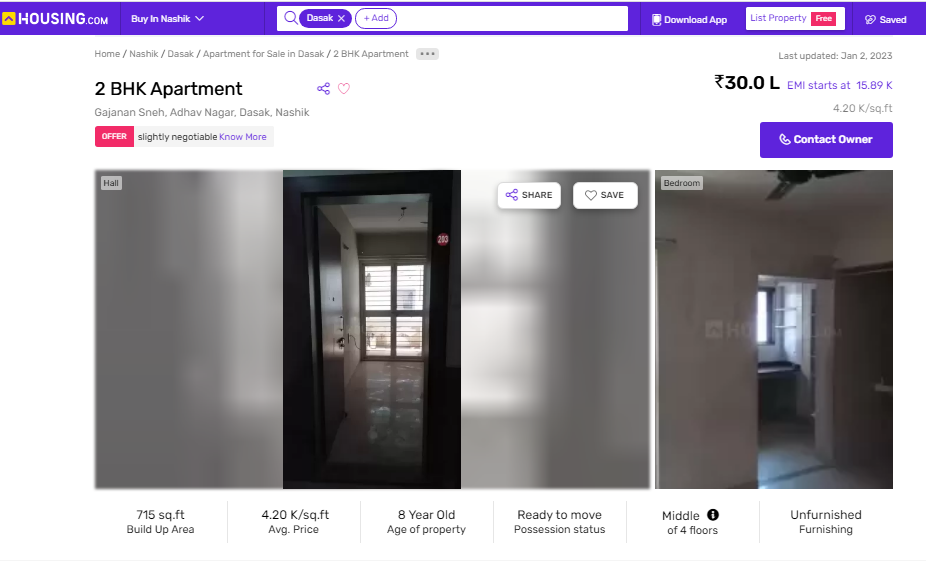 HOUSING.COM
Buy In Nashik
Dasak
+ Add
Download App
List Property Free
Saved
Home / Nashik / Dasak / Apartment for Sale in Dasak / 2 BHK Apartment
Last updated: Jan 2, 2023
2 BHK Apartment
₹30.0 L EMI starts at 15.89 K
Gajanan Sneh, Adhav Nagar, Dasak, Nashik
4.20 K/sq.ft
OFFER slightly negotiable Know More
Contact Owner
Hall
SHARE
SAVE
Bedroom
203
715 sq.ft
Build Up Area
4.20 K/sq.ft
Avg. Price
8 Year Old
Age of property
Ready to move
Possession status
Middle
of 4 floors
Unfurnished
Furnishing